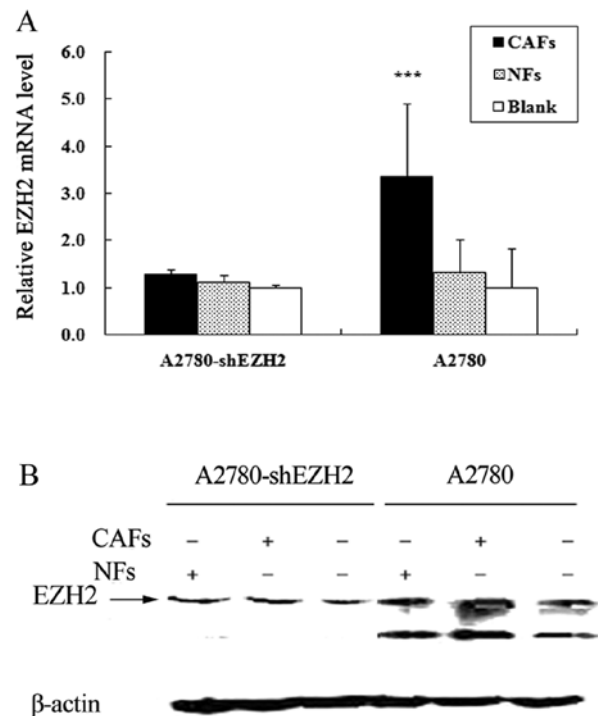 A
Relative EZH2 mRNA level
6.0
5.0
4.0
3.0
2.0
1.0
0.0
***
CAFs
NFs
Blank
A2780-shEZH2
A2780
B
A2780-shEZH2 A2780
CAFs − + − − + −
NFs + − − + − −
EZH2
β-actin